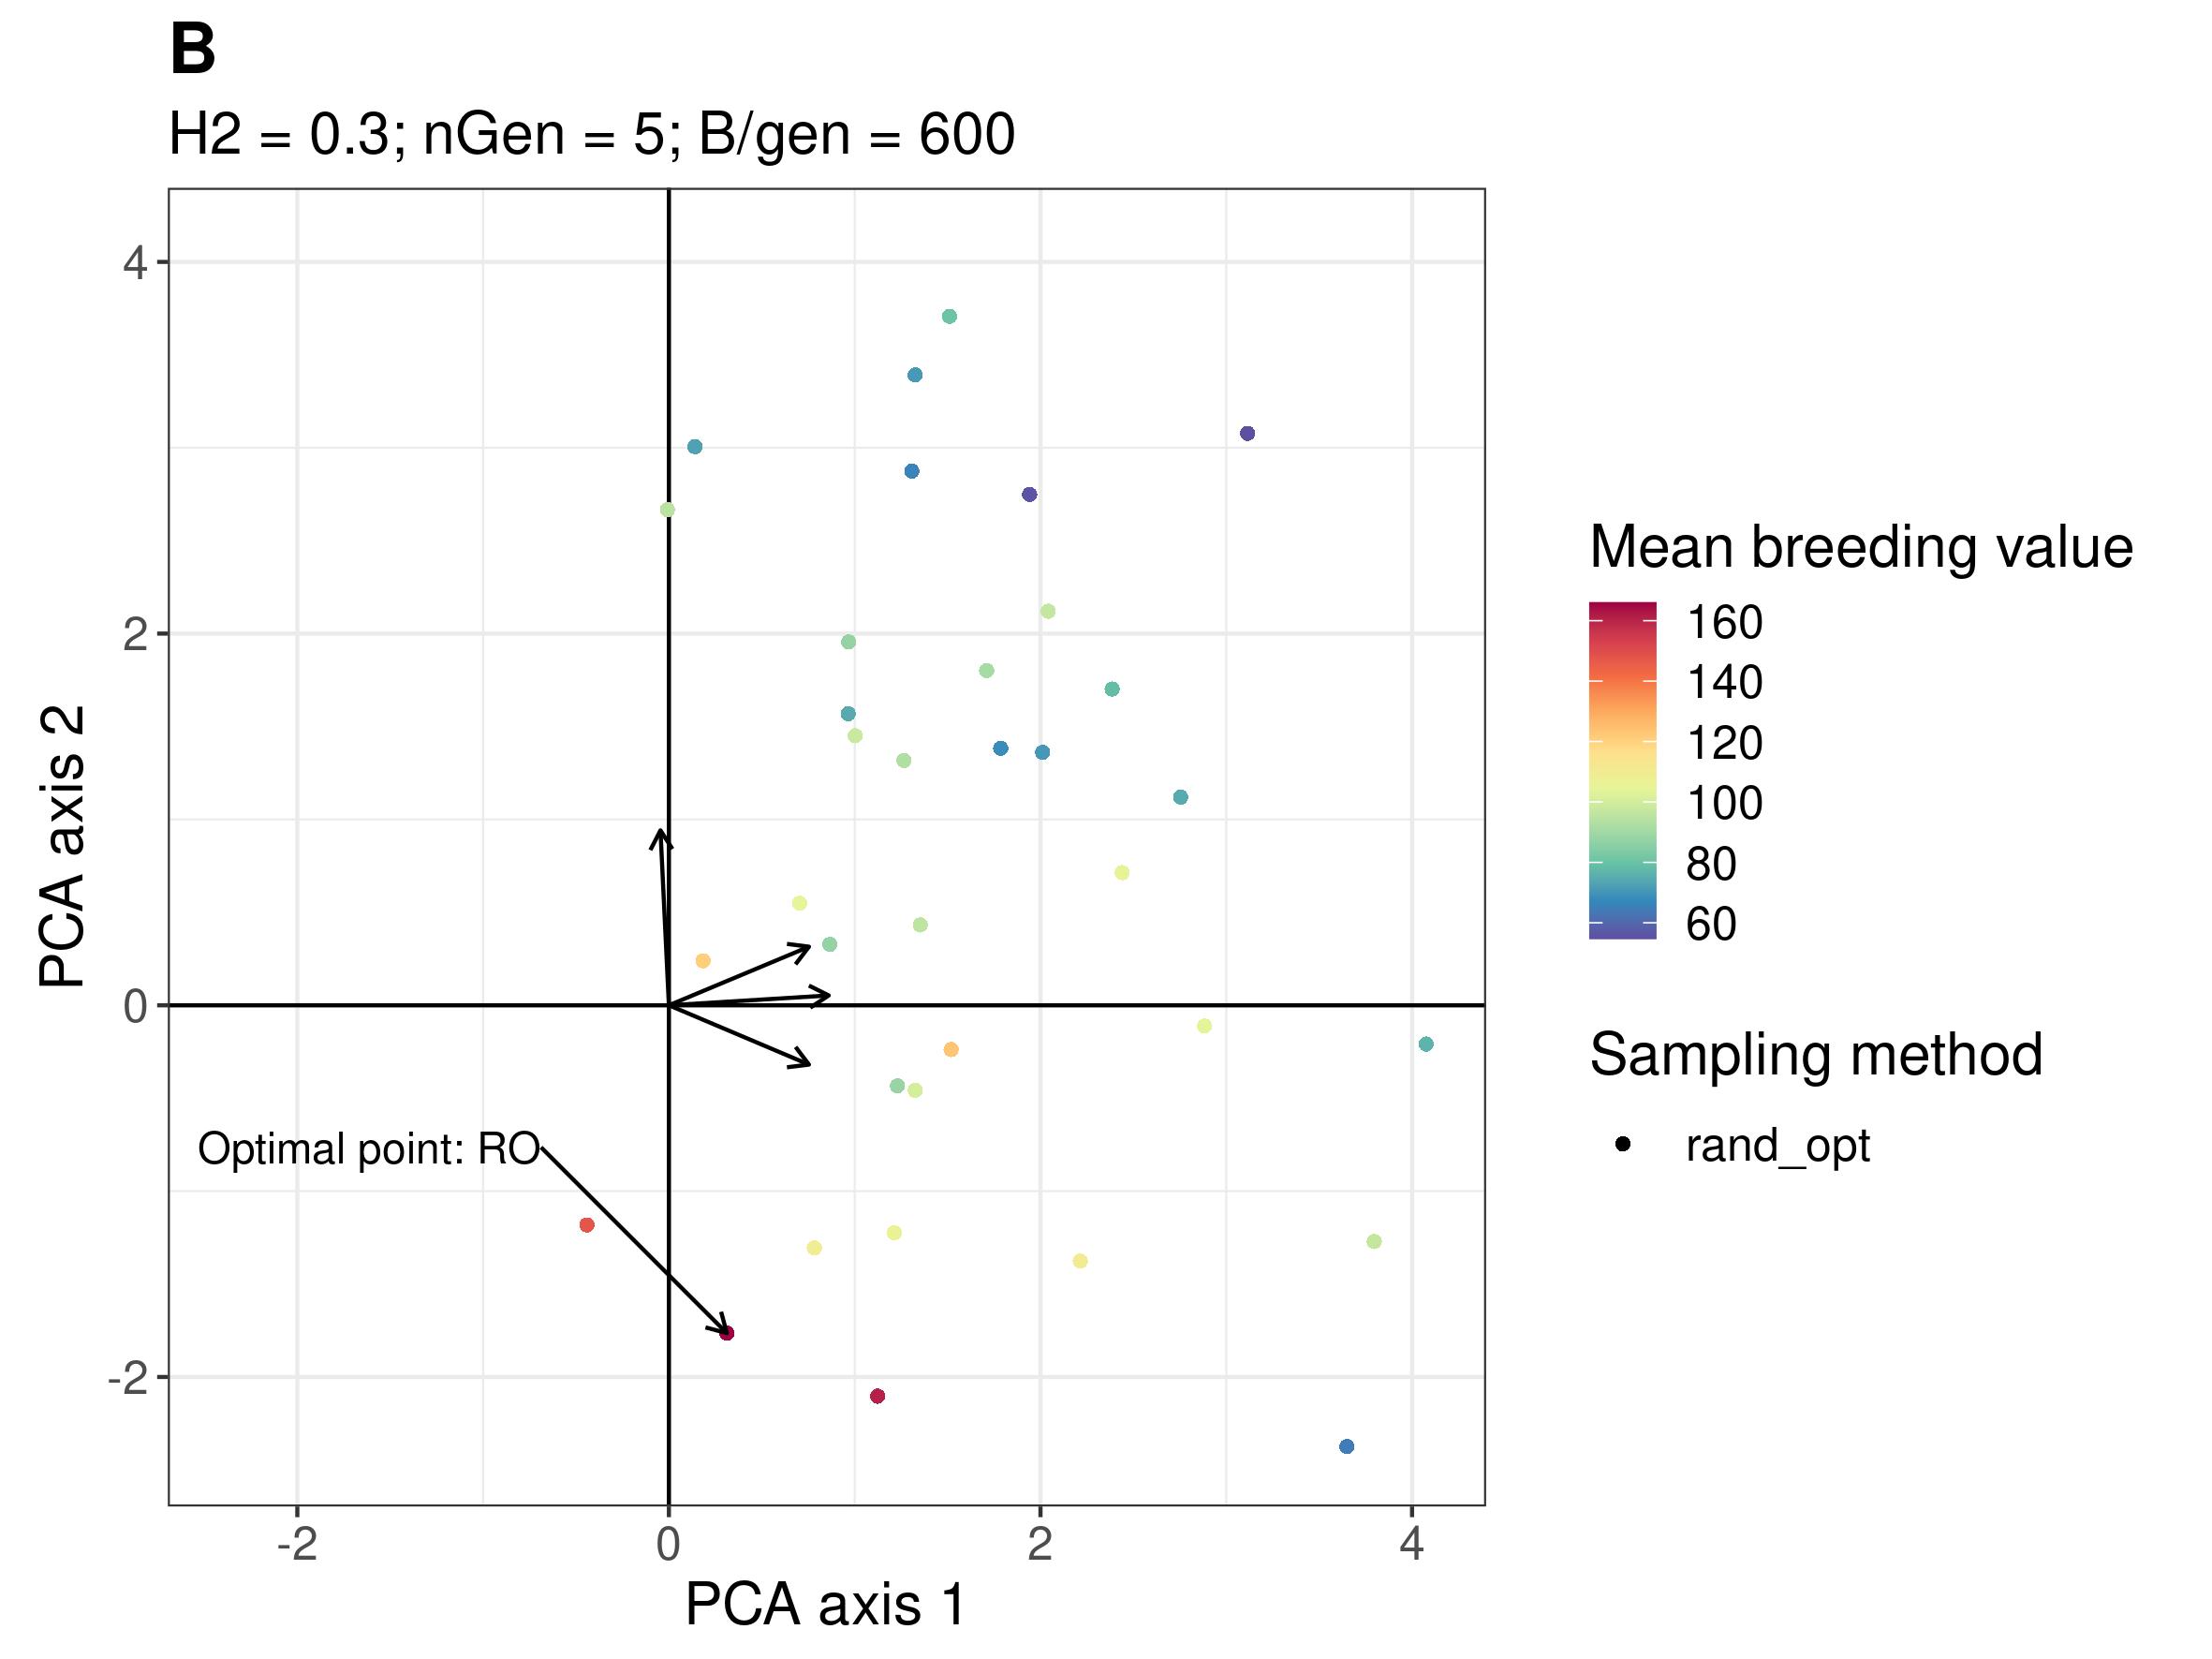 B
H2 = 0.3; nGen = 5; B/gen = 600
4
2
0
-2
PCA axis 2
Optimal point: RO
-2
0
2
4
PCA axis 1
Mean breeding value
160
140
120
100
80
60
Sampling method
rand_opt